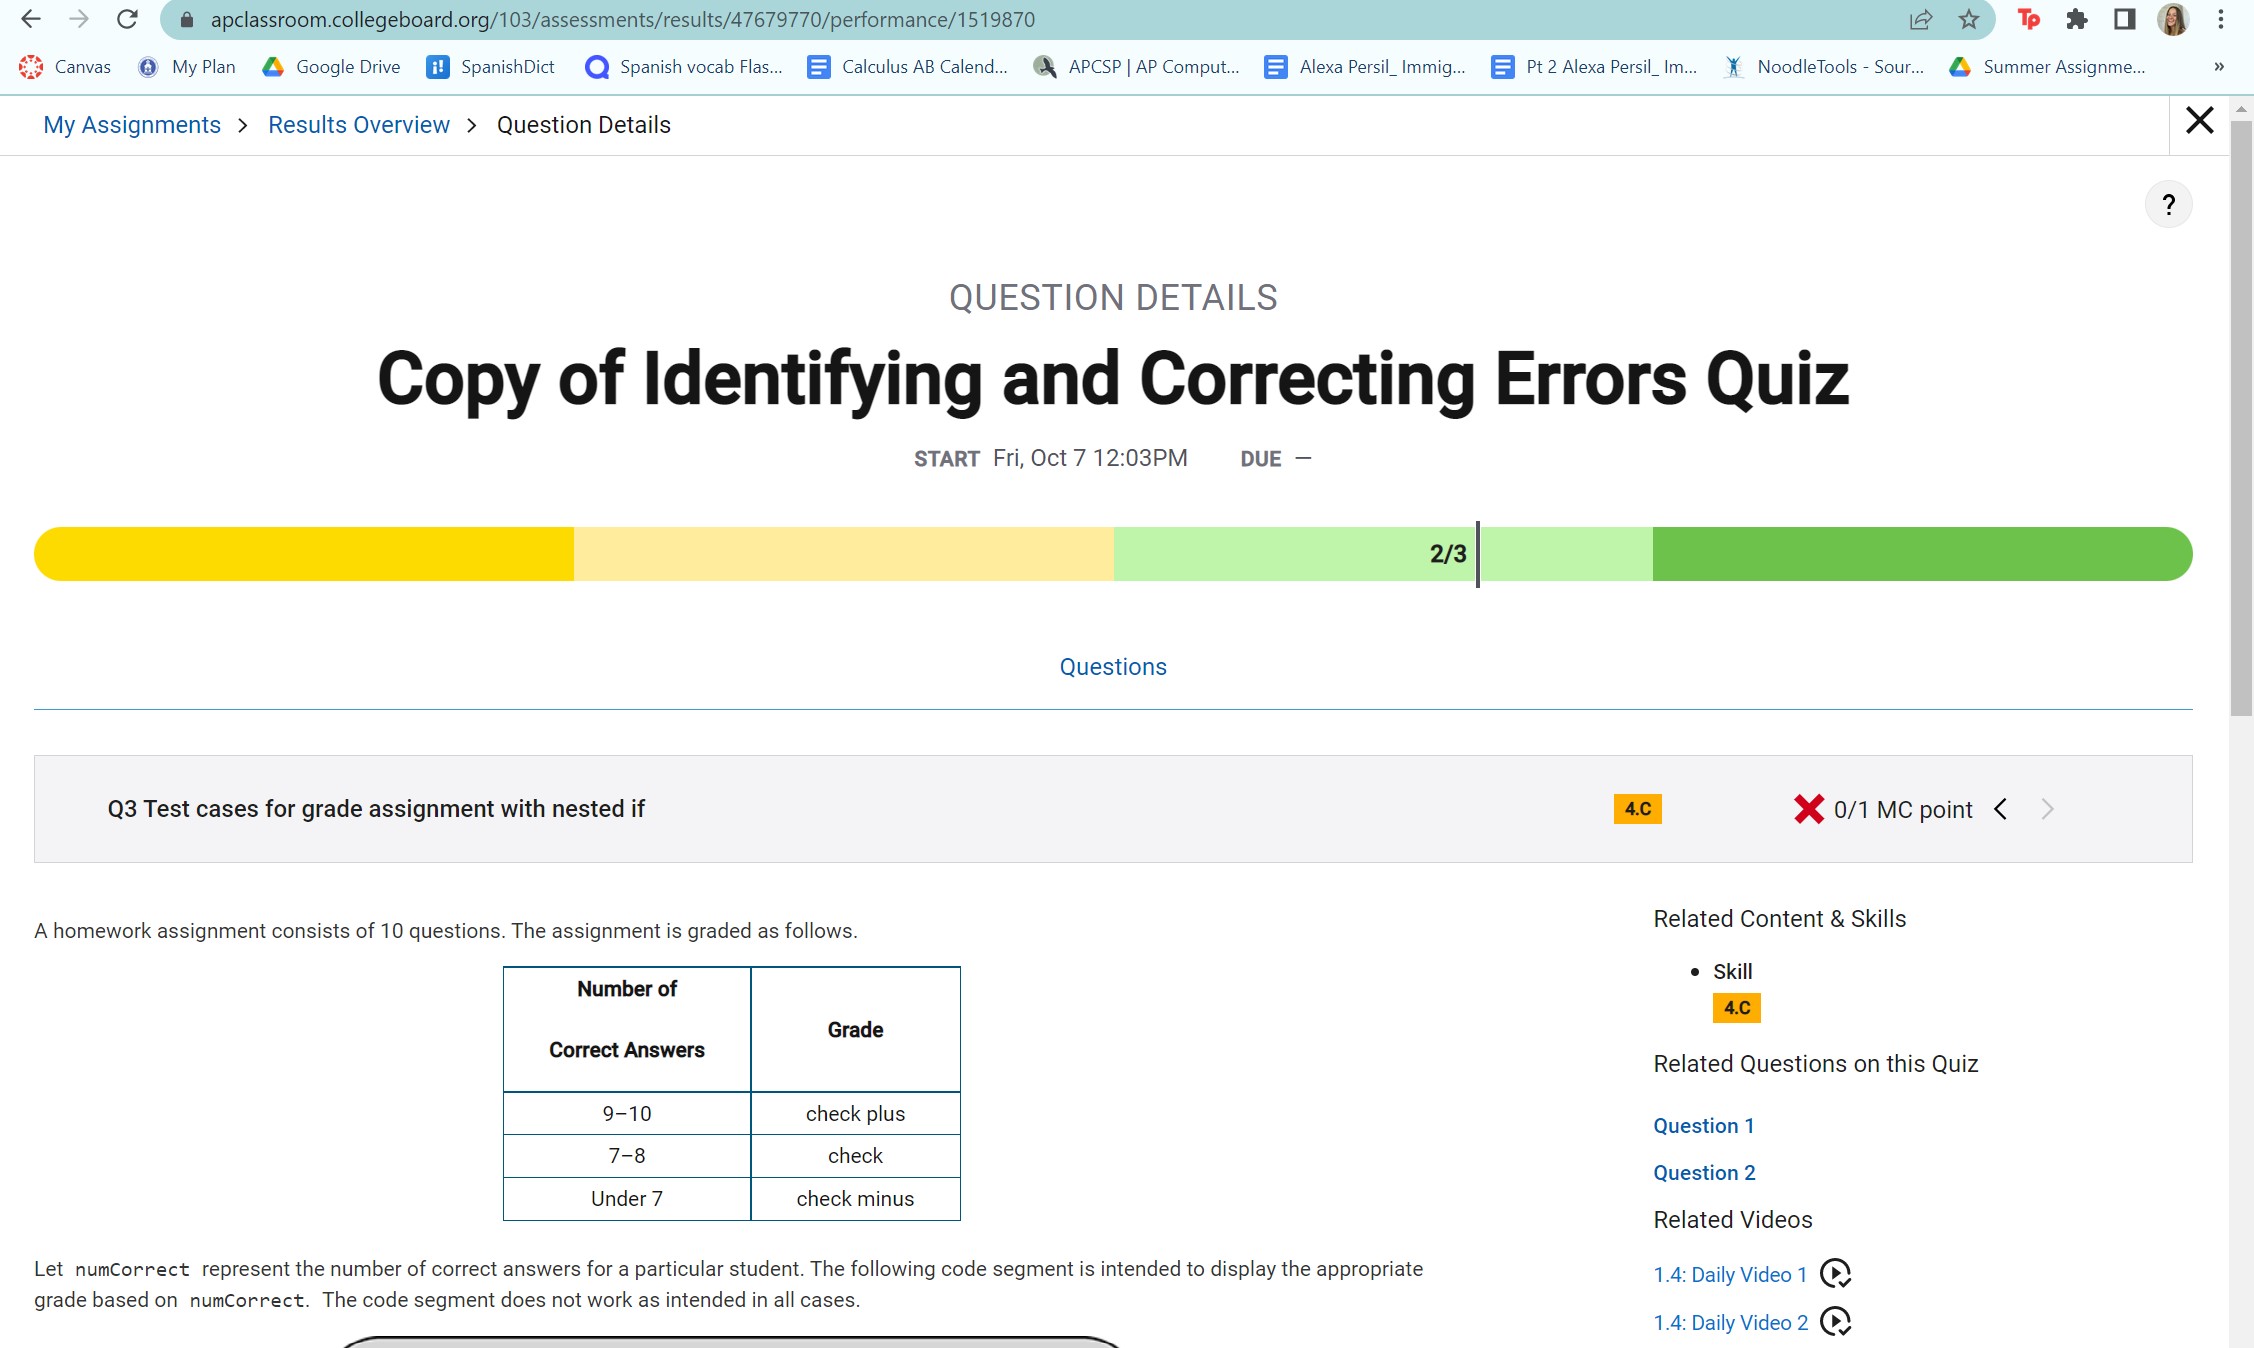 apclassroom.collegeboard.org/103/assessments/results/47679770/performance/1519870
Tp
Canvas My Plan Google Drive SpanishDict Spanish vocab Flas... Calculus AB Calend... APCSP | AP Comput... Alexa Persil_ Immig... Pt 2 Alexa Persil_ Im... NoodleTools - Sour... Summer Assignme... »
My Assignments > Results Overview > Question Details
?
QUESTION DETAILS
Copy of Identifying and Correcting Errors Quiz
START Fri, Oct 7 12:03PM DUE —
2/3
Questions
Q3 Test cases for grade assignment with nested if 4.C 0/1 MC point
A homework assignment consists of 10 questions. The assignment is graded as follows.
Number of
Correct Answers
Grade
9–10 check plus
7–8 check
Under 7 check minus
Let numCorrect represent the number of correct answers for a particular student. The following code segment is intended to display the appropriate
grade based on numCorrect. The code segment does not work as intended in all cases.
Related Content & Skills
• Skill
4.C
Related Questions on this Quiz
Question 1
Question 2
Related Videos
1.4: Daily Video 1
1.4: Daily Video 2